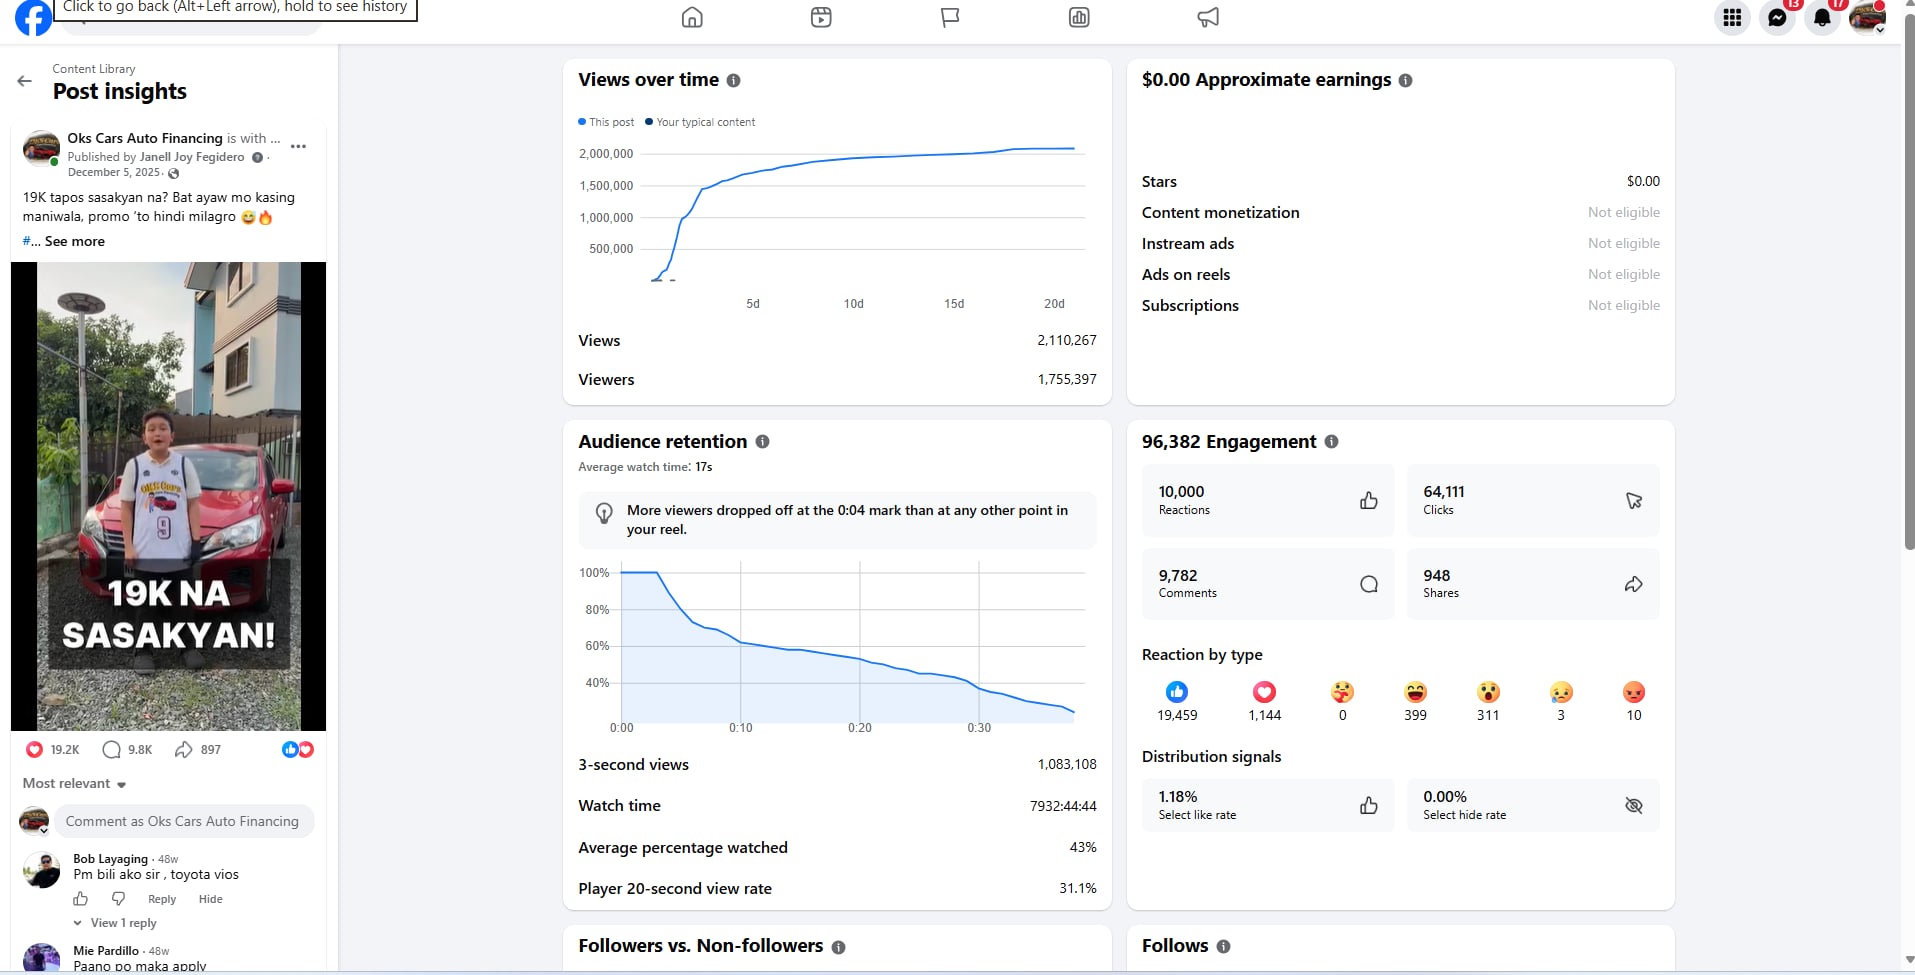 Click to go back (Alt+Left arrow), hold to see history
13
17
Content Library
Post insights
Oks Cars Auto Financing is with ...
Published by Janell Joy Fegidero
December 5, 2025
19K tapos sasakyan na? Bat ayaw mo kasing
maniwala, promo 'to hindi milagro 😅🔥
#... See more
OKS CARS
9
19K NA
SASAKYAN!
19.2K
9.8K
897
Most relevant
Comment as Oks Cars Auto Financing
Bob Layaging · 48w
Pm bili ako sir , toyota vios
Reply
Hide
View 1 reply
Mie Pardillo · 48w
Paano po maka apply
Views over time
This post
Your typical content
2,000,000
1,500,000
1,000,000
500,000
5d
10d
15d
20d
Views
2,110,267
Viewers
1,755,397
$0.00 Approximate earnings
Stars
$0.00
Content monetization
Not eligible
Instream ads
Not eligible
Ads on reels
Not eligible
Subscriptions
Not eligible
Audience retention
Average watch time: 17s
More viewers dropped off at the 0:04 mark than at any other point in
your reel.
100%
80%
60%
40%
0:00
0:10
0:20
0:30
3-second views
1,083,108
Watch time
7932:44:44
Average percentage watched
43%
Player 20-second view rate
31.1%
96,382 Engagement
10,000
Reactions
64,111
Clicks
9,782
Comments
948
Shares
Reaction by type
19,459
1,144
0
399
311
3
10
Distribution signals
1.18%
Select like rate
0.00%
Select hide rate
Followers vs. Non-followers
Follows